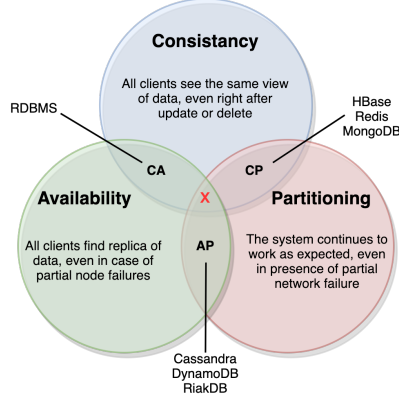 Consistancy
All clients see the same view
of data, even right after
update or delete
RDBMS
HBase
Redis
MongoDB
CA
CP
X
Availability
Partitioning
All clients find replica of
data, even in case of
partial node failures
AP
The system continues to
work as expected, even
in presence of partial
network failure
Cassandra
DynamoDB
RiakDB